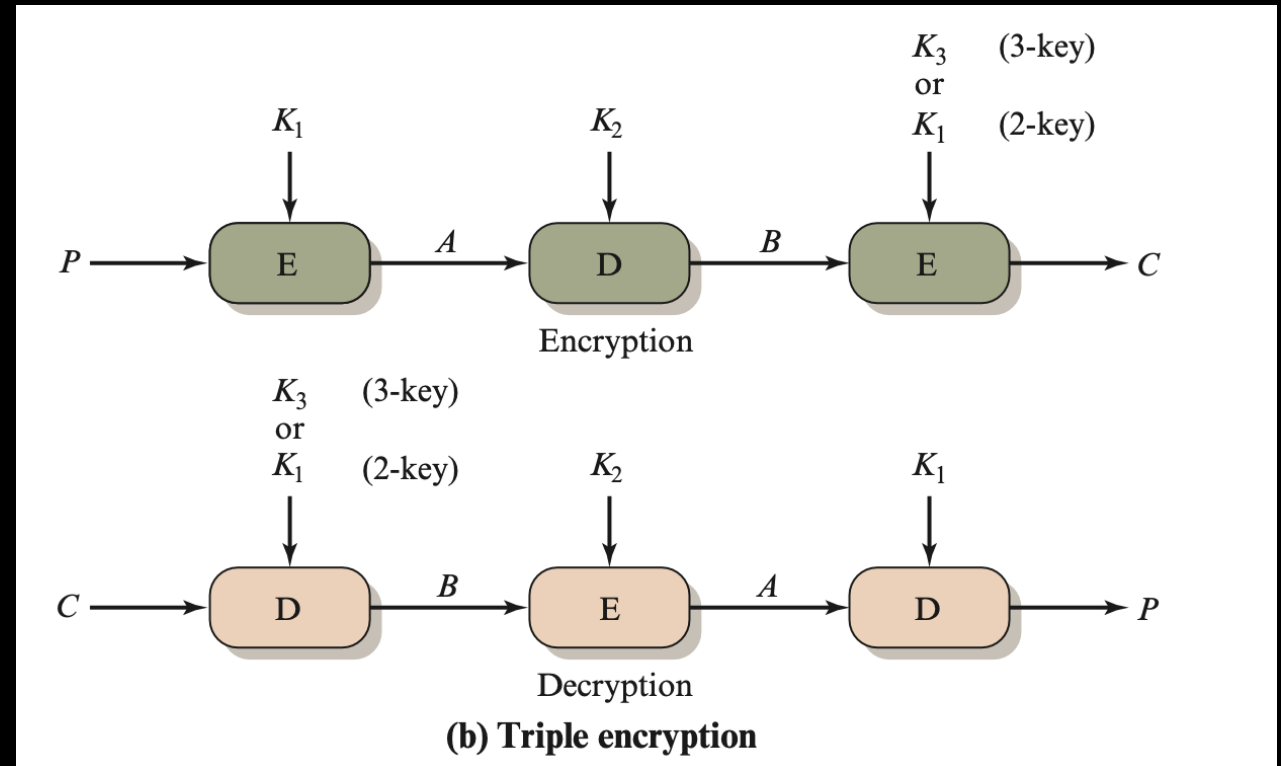 K3 (3-key)
or
K1 K2 K1 (2-key)
P E A D B E C
Encryption
K3 (3-key)
or
K1 (2-key) K2 K1
C D B E A D P
Decryption
(b) Triple encryption